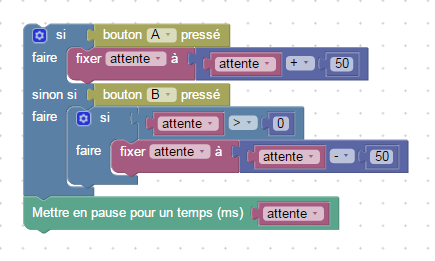 si bouton A pressé
faire fixer attente à attente + 50
sinon si bouton B pressé
faire si attente > 0
faire fixer attente à attente - 50
Mettre en pause pour un temps (ms) attente